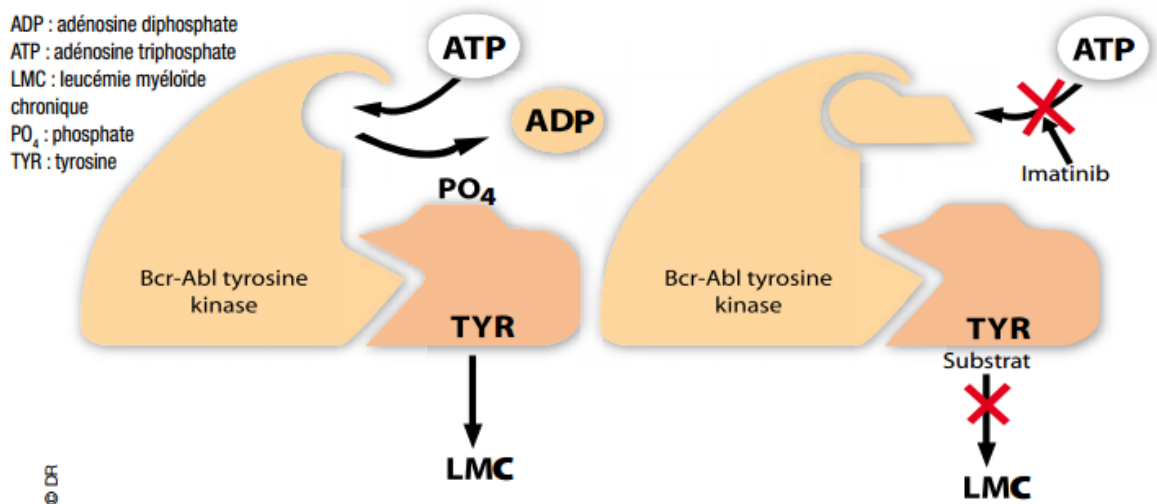 ADP : adénosine diphosphate
ATP : adénosine triphosphate
LMC : leucémie myéloïde
chronique
PO4 : phosphate
TYR : tyrosine
ATP
ADP
PO4
Bcr-Abl tyrosine
kinase
TYR
LMC
ATP
Imatinib
Bcr-Abl tyrosine
kinase
TYR
Substrat
LMC
© DR